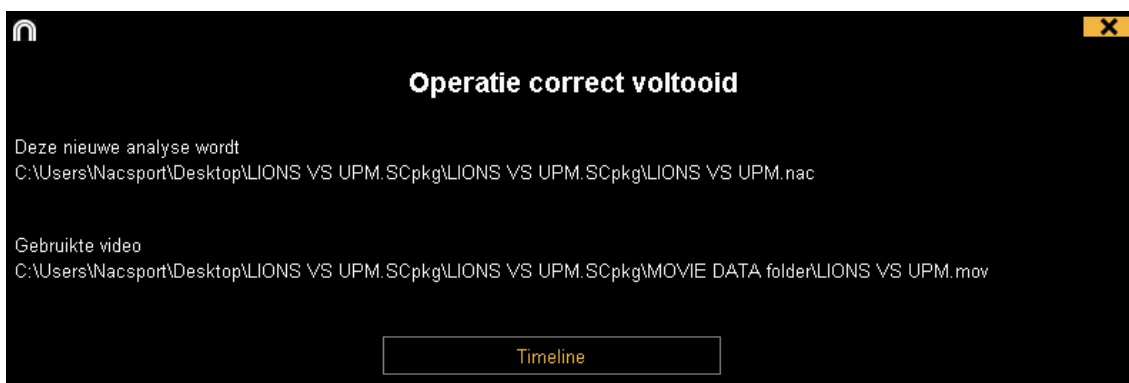 Operatie correct voltooid
Deze nieuwe analyse wordt
C:\Users\Nacsport\Desktop\LIONS VS UPM.SCpkg\LIONS VS UPM.SCpkg\LIONS VS UPM.nac
Gebruikte video
C:\Users\Nacsport\Desktop\LIONS VS UPM.SCpkg\LIONS VS UPM.SCpkg\MOVIE DATA folder\LIONS VS UPM.mov
Timeline